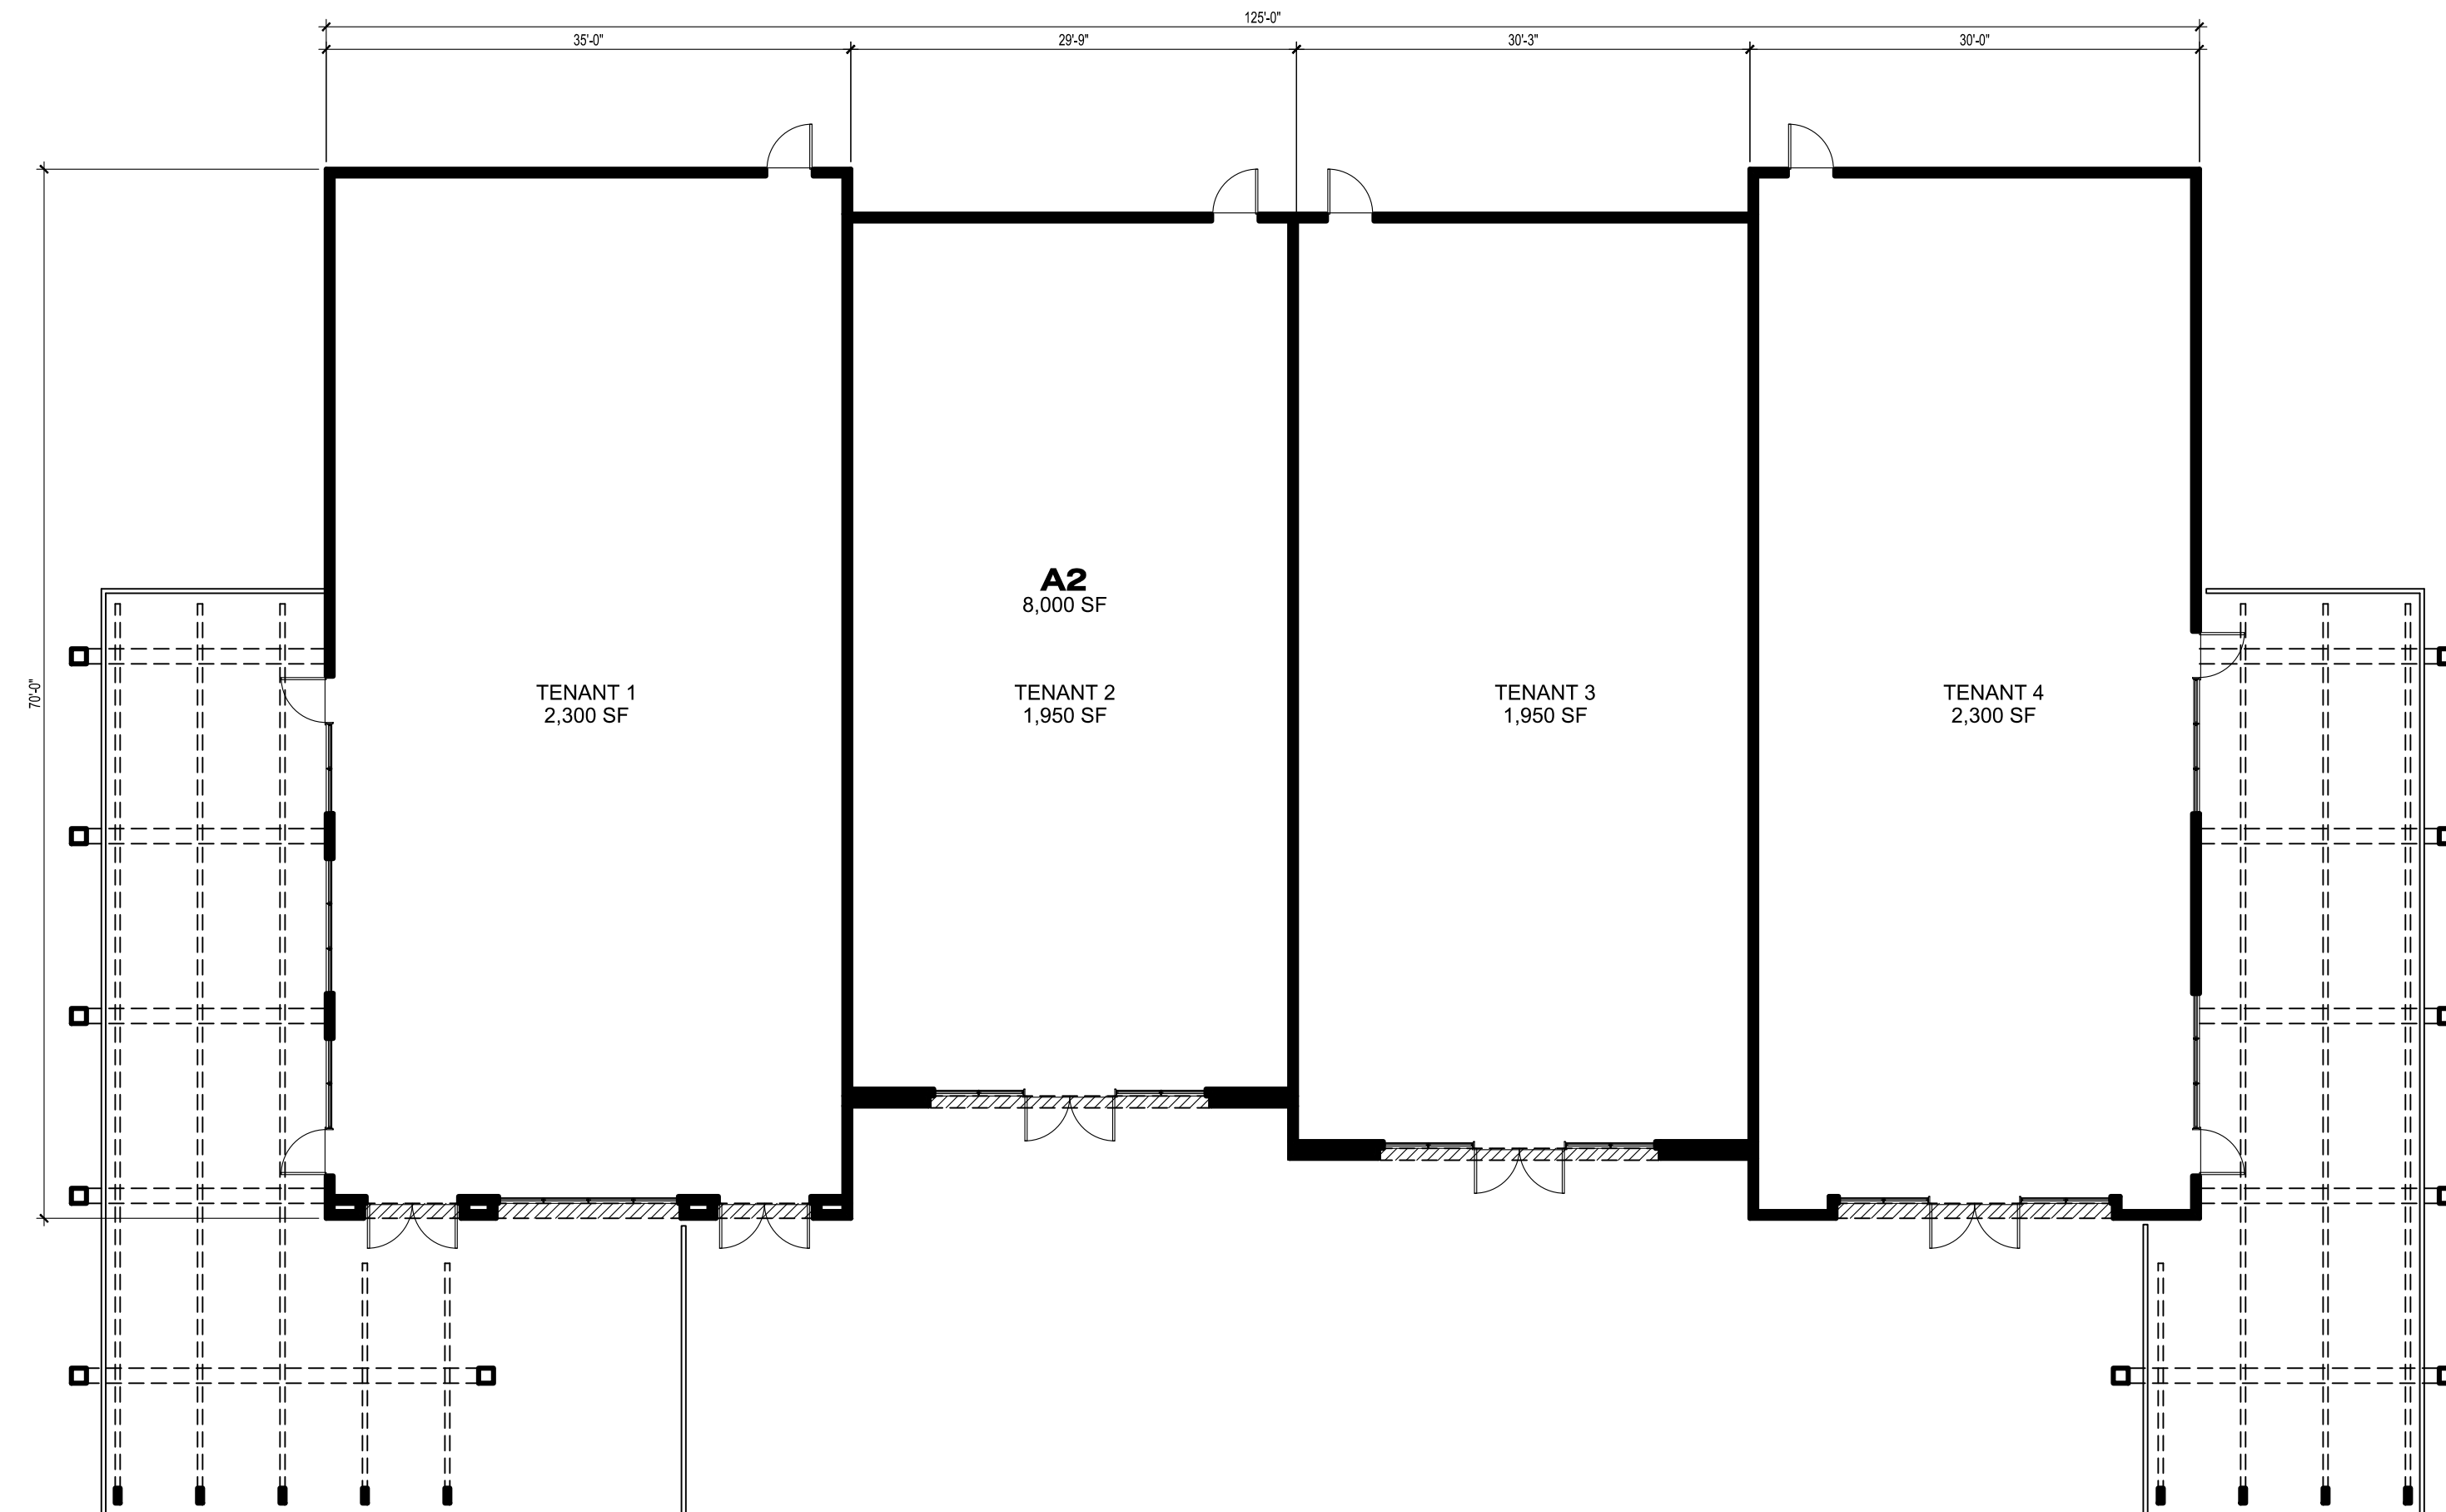 125'-0"
35'-0"
29'-9"
30'-3"
30'-0"
70'-0"
A2
8,000 SF
TENANT 1
2,300 SF
TENANT 2
1,950 SF
TENANT 3
1,950 SF
TENANT 4
2,300 SF